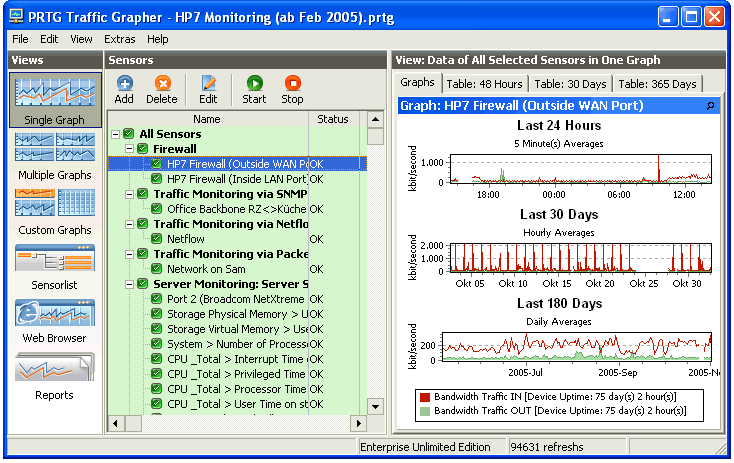 PRTG Traffic Grapher - HP7 Monitoring (ab Feb 2005).prtg
File Edit View Extras Help
Views
Single Graph
Multiple Graphs
Custom Graphs
Sensorlist
Web Browser
Reports
Sensors
Add Delete Edit Start Stop
Name Status
All Sensors
Firewall
HP7 Firewall (Outside WAN Po OK
HP7 Firewall (Inside LAN Port OK
Traffic Monitoring via SNMP
Office Backbone RZ<>Küche OK
Traffic Monitoring via Netflo
Netflow OK
Traffic Monitoring via Packe
Network on Sam OK
Server Monitoring: Server S
Port 2 (Broadcom NetXtreme OK
Storage Physical Memory > U OK
Storage Virtual Memory > Use OK
System > Number of Processe OK
CPU _Total > Interrupt Time OK
CPU _Total > Privileged Time OK
CPU _Total > Processor Time OK
CPU _Total > User Time on st OK
View: Data of All Selected Sensors in One Graph
Graphs Table: 48 Hours Table: 30 Days Table: 365 Days
Graph: HP7 Firewall (Outside WAN Port)
Last 24 Hours
5 Minute(s) Averages
kbit/second
1,000
0
18:00 00:00 06:00 12:00
Last 30 Days
Hourly Averages
kbit/second
2,000
1,000
0
Okt 05 Okt 10 Okt 15 Okt 20 Okt 25 Okt 30
Last 180 Days
Daily Averages
kbit/second
200
0
2005-Jul 2005-Sep 2005-N
Bandwidth Traffic IN [Device Uptime: 75 day(s) 2 hour(s)]
Bandwidth Traffic OUT [Device Uptime: 75 day(s) 2 hour(s)]
Enterprise Unlimited Edition 94631 refreshs